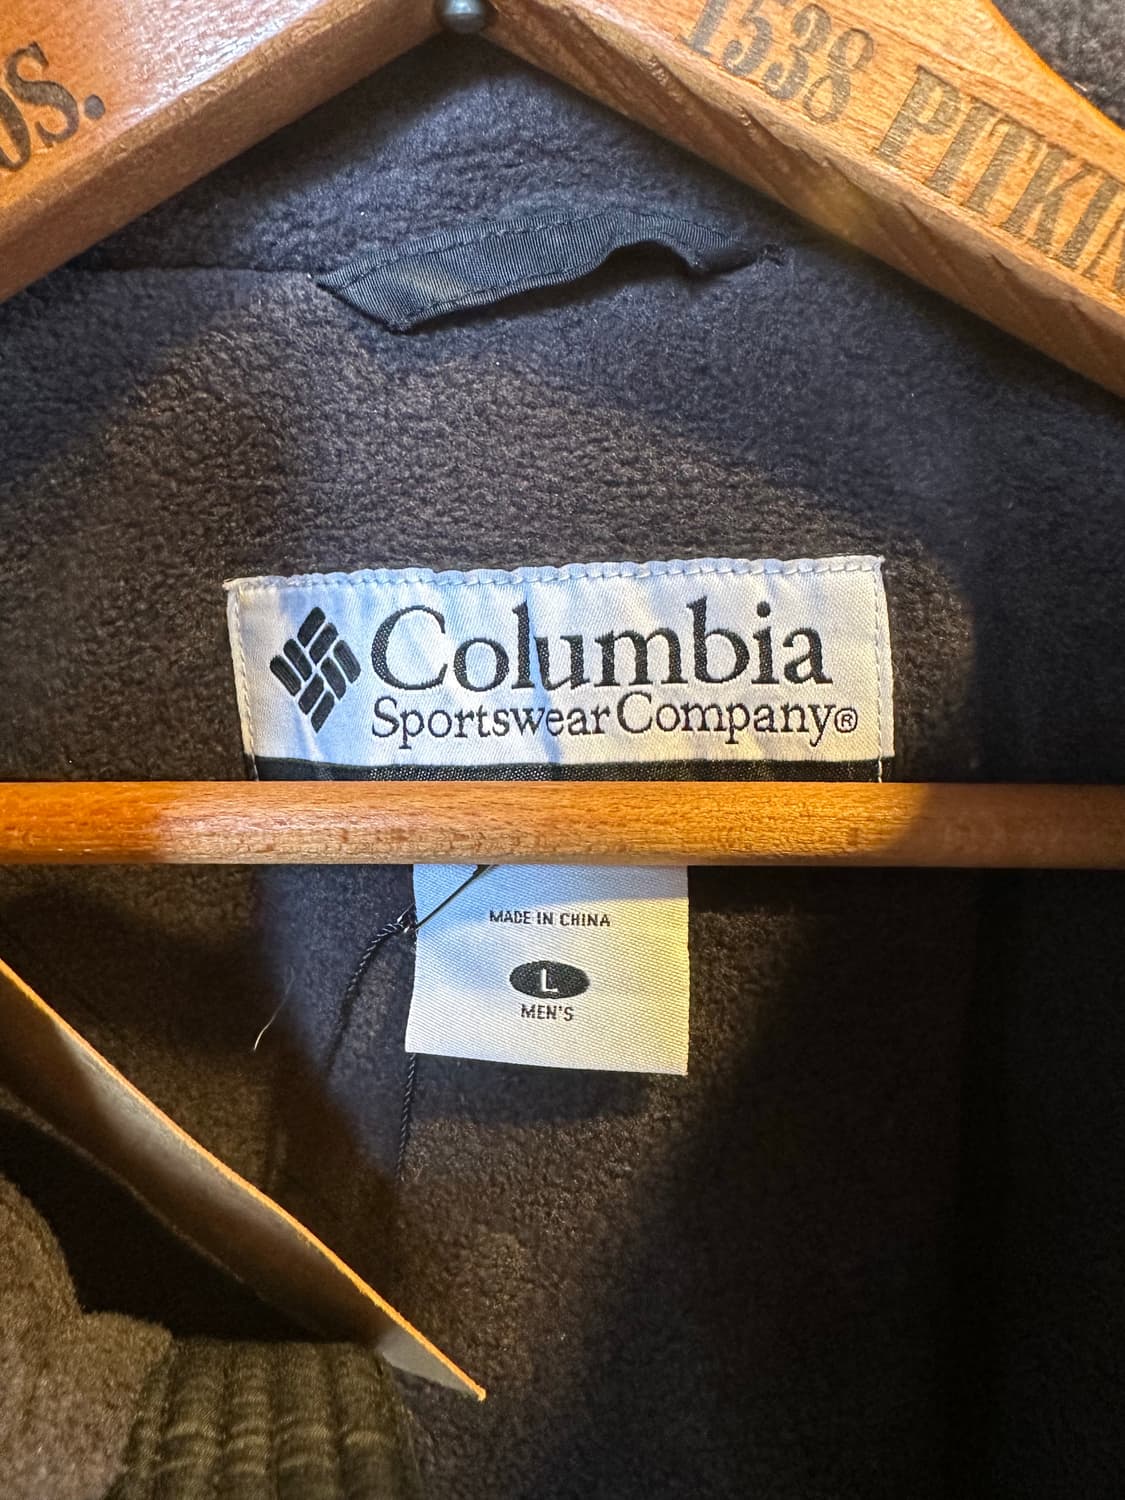 OS.
1538 PITKIN
Columbia
Sportswear Company®
MADE IN CHINA
L
MEN'S